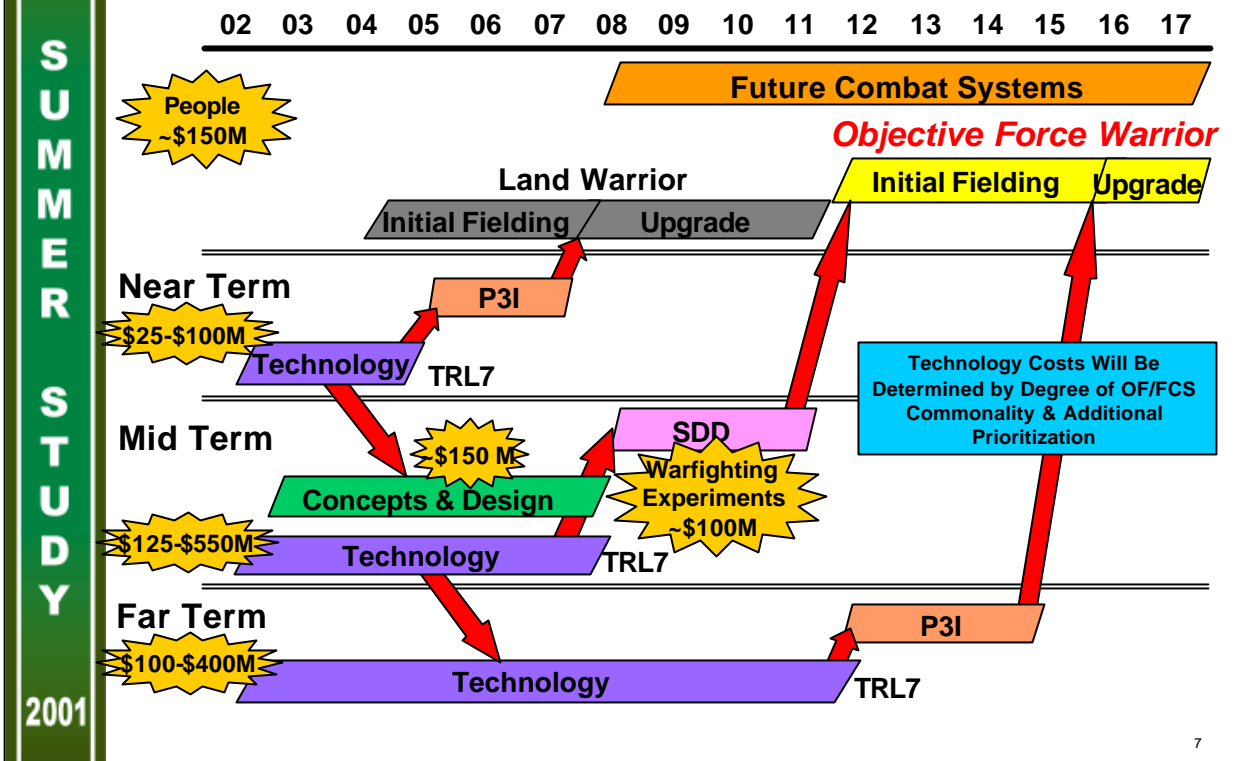 SUMMER STUDY 2001
02 03 04 05 06 07 08 09 10 11 12 13 14 15 16 17
Future Combat Systems
People
~$150M
Objective Force Warrior
Land Warrior
Initial Fielding Upgrade
Initial Fielding Upgrade
Near Term
P3I
$25-$100M
Technology
TRL7
Technology Costs Will Be
Determined by Degree of OF/FCS
Commonality & Additional
Prioritization
Mid Term
SDD
~$150 M
Warfighting
Experiments
~$100M
Concepts & Design
$125-$550M
Technology
TRL7
Far Term
P3I
$100-$400M
Technology
TRL7
7